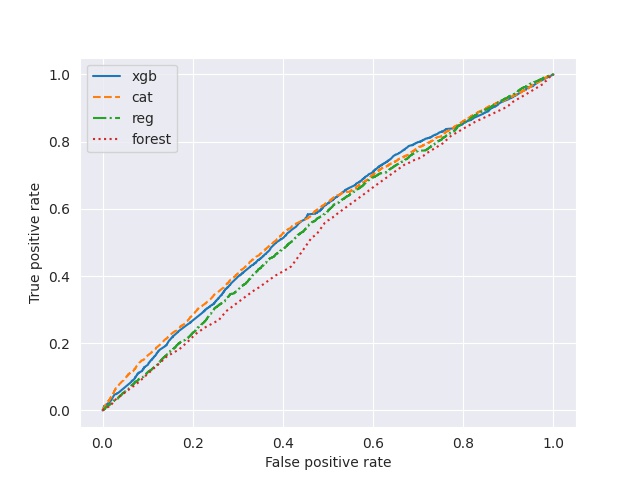 1.0
0.8
0.6
0.4
0.2
0.0
True positive rate
xgb
cat
reg
forest
0.0 0.2 0.4 0.6 0.8 1.0
False positive rate